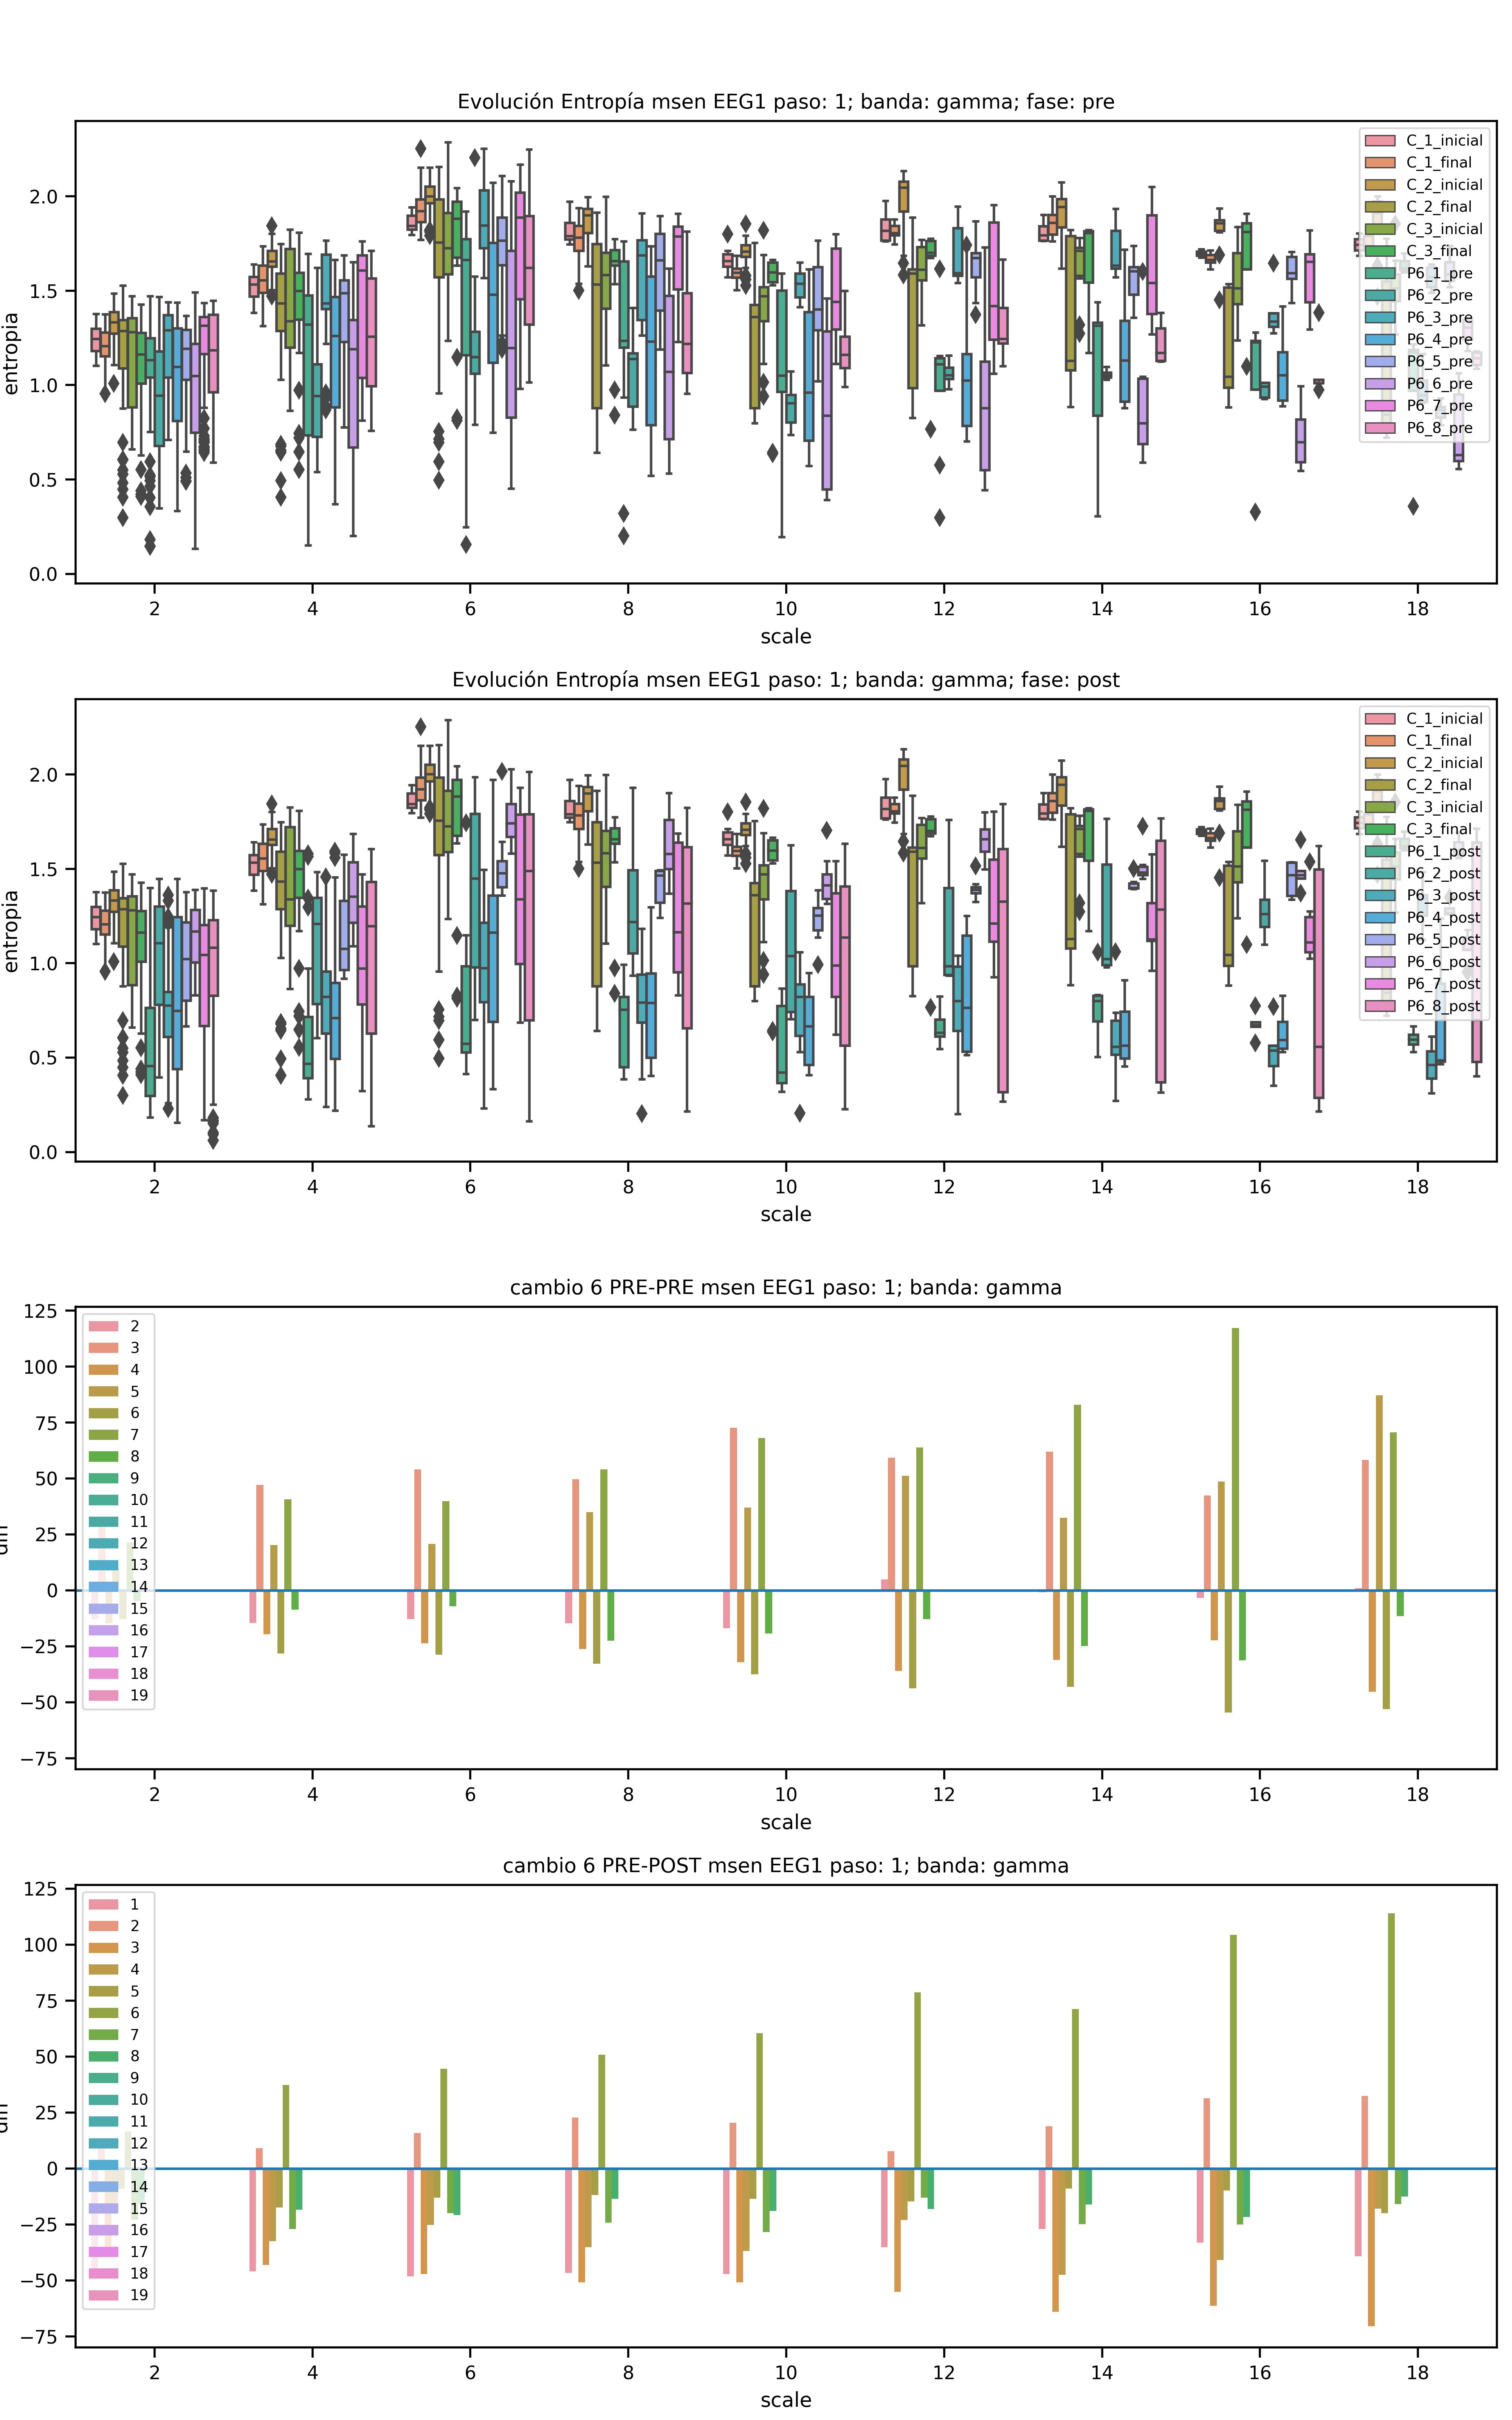 Evolución Entropía msen EEG1 paso: 1; banda: gamma; fase: pre
entropia
2.0
1.5
1.0
0.5
0.0
C_1_inicial
C_1_final
C_2_inicial
C_2_final
C_3_inicial
C_3_final
P6_1_pre
P6_2_pre
P6_3_pre
P6_4_pre
P6_5_pre
P6_6_pre
P6_7_pre
P6_8_pre
2 4 6 8 10 12 14 16 18
scale
Evolución Entropía msen EEG1 paso: 1; banda: gamma; fase: post
entropia
2.0
1.5
1.0
0.5
0.0
C_1_inicial
C_1_final
C_2_inicial
C_2_final
C_3_inicial
C_3_final
P6_1_post
P6_2_post
P6_3_post
P6_4_post
P6_5_post
P6_6_post
P6_7_post
P6_8_post
2 4 6 8 10 12 14 16 18
scale
cambio 6 PRE-PRE msen EEG1 paso: 1; banda: gamma
125
100
75
50
25
0
−25
−50
−75
2
3
4
5
6
7
8
9
10
11
12
13
14
15
16
17
18
19
2 4 6 8 10 12 14 16 18
scale
cambio 6 PRE-POST msen EEG1 paso: 1; banda: gamma
125
100
75
50
25
0
−25
−50
−75
1
2
3
4
5
6
7
8
9
10
11
12
13
14
15
16
17
18
19
2 4 6 8 10 12 14 16 18
scale